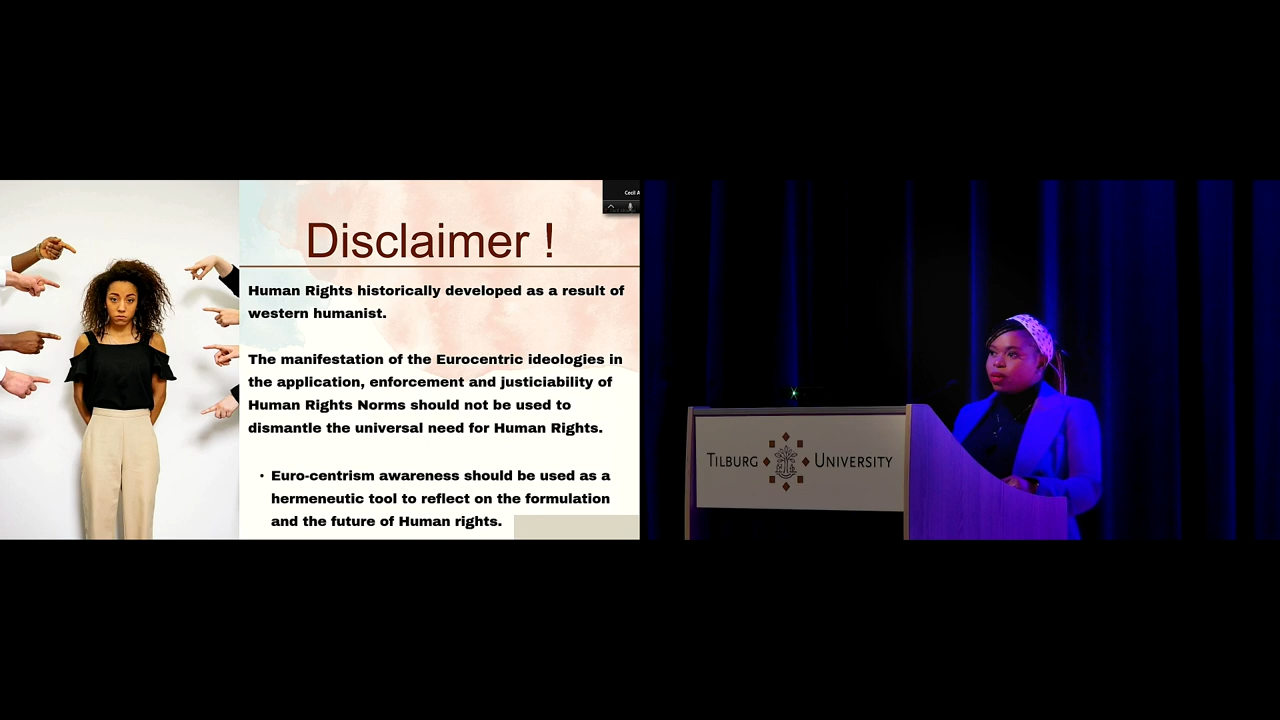 Cecil A
Disclaimer !
Human Rights historically developed as a result of
western humanist.
The manifestation of the Eurocentric ideologies in
the application, enforcement and justiciability of
Human Rights Norms should not be used to
dismantle the universal need for Human Rights.
• Euro-centrism awareness should be used as a
hermeneutic tool to reflect on the formulation
and the future of Human rights.
TILBURG UNIVERSITY